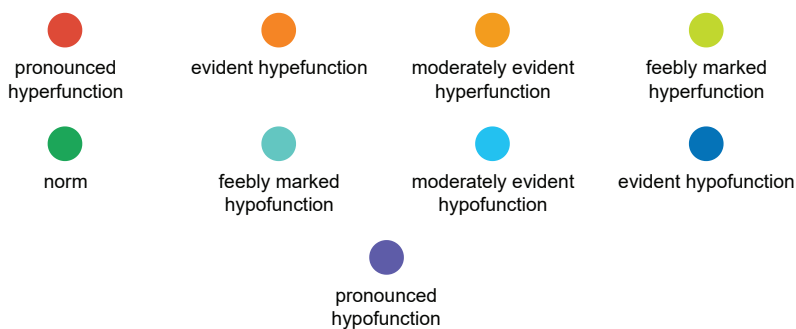 pronounced
hyperfunction
evident hypefunction
moderately evident
hyperfunction
feebly marked
hyperfunction
norm
feebly marked
hypofunction
moderately evident
hypofunction
evident hypofunction
pronounced
hypofunction